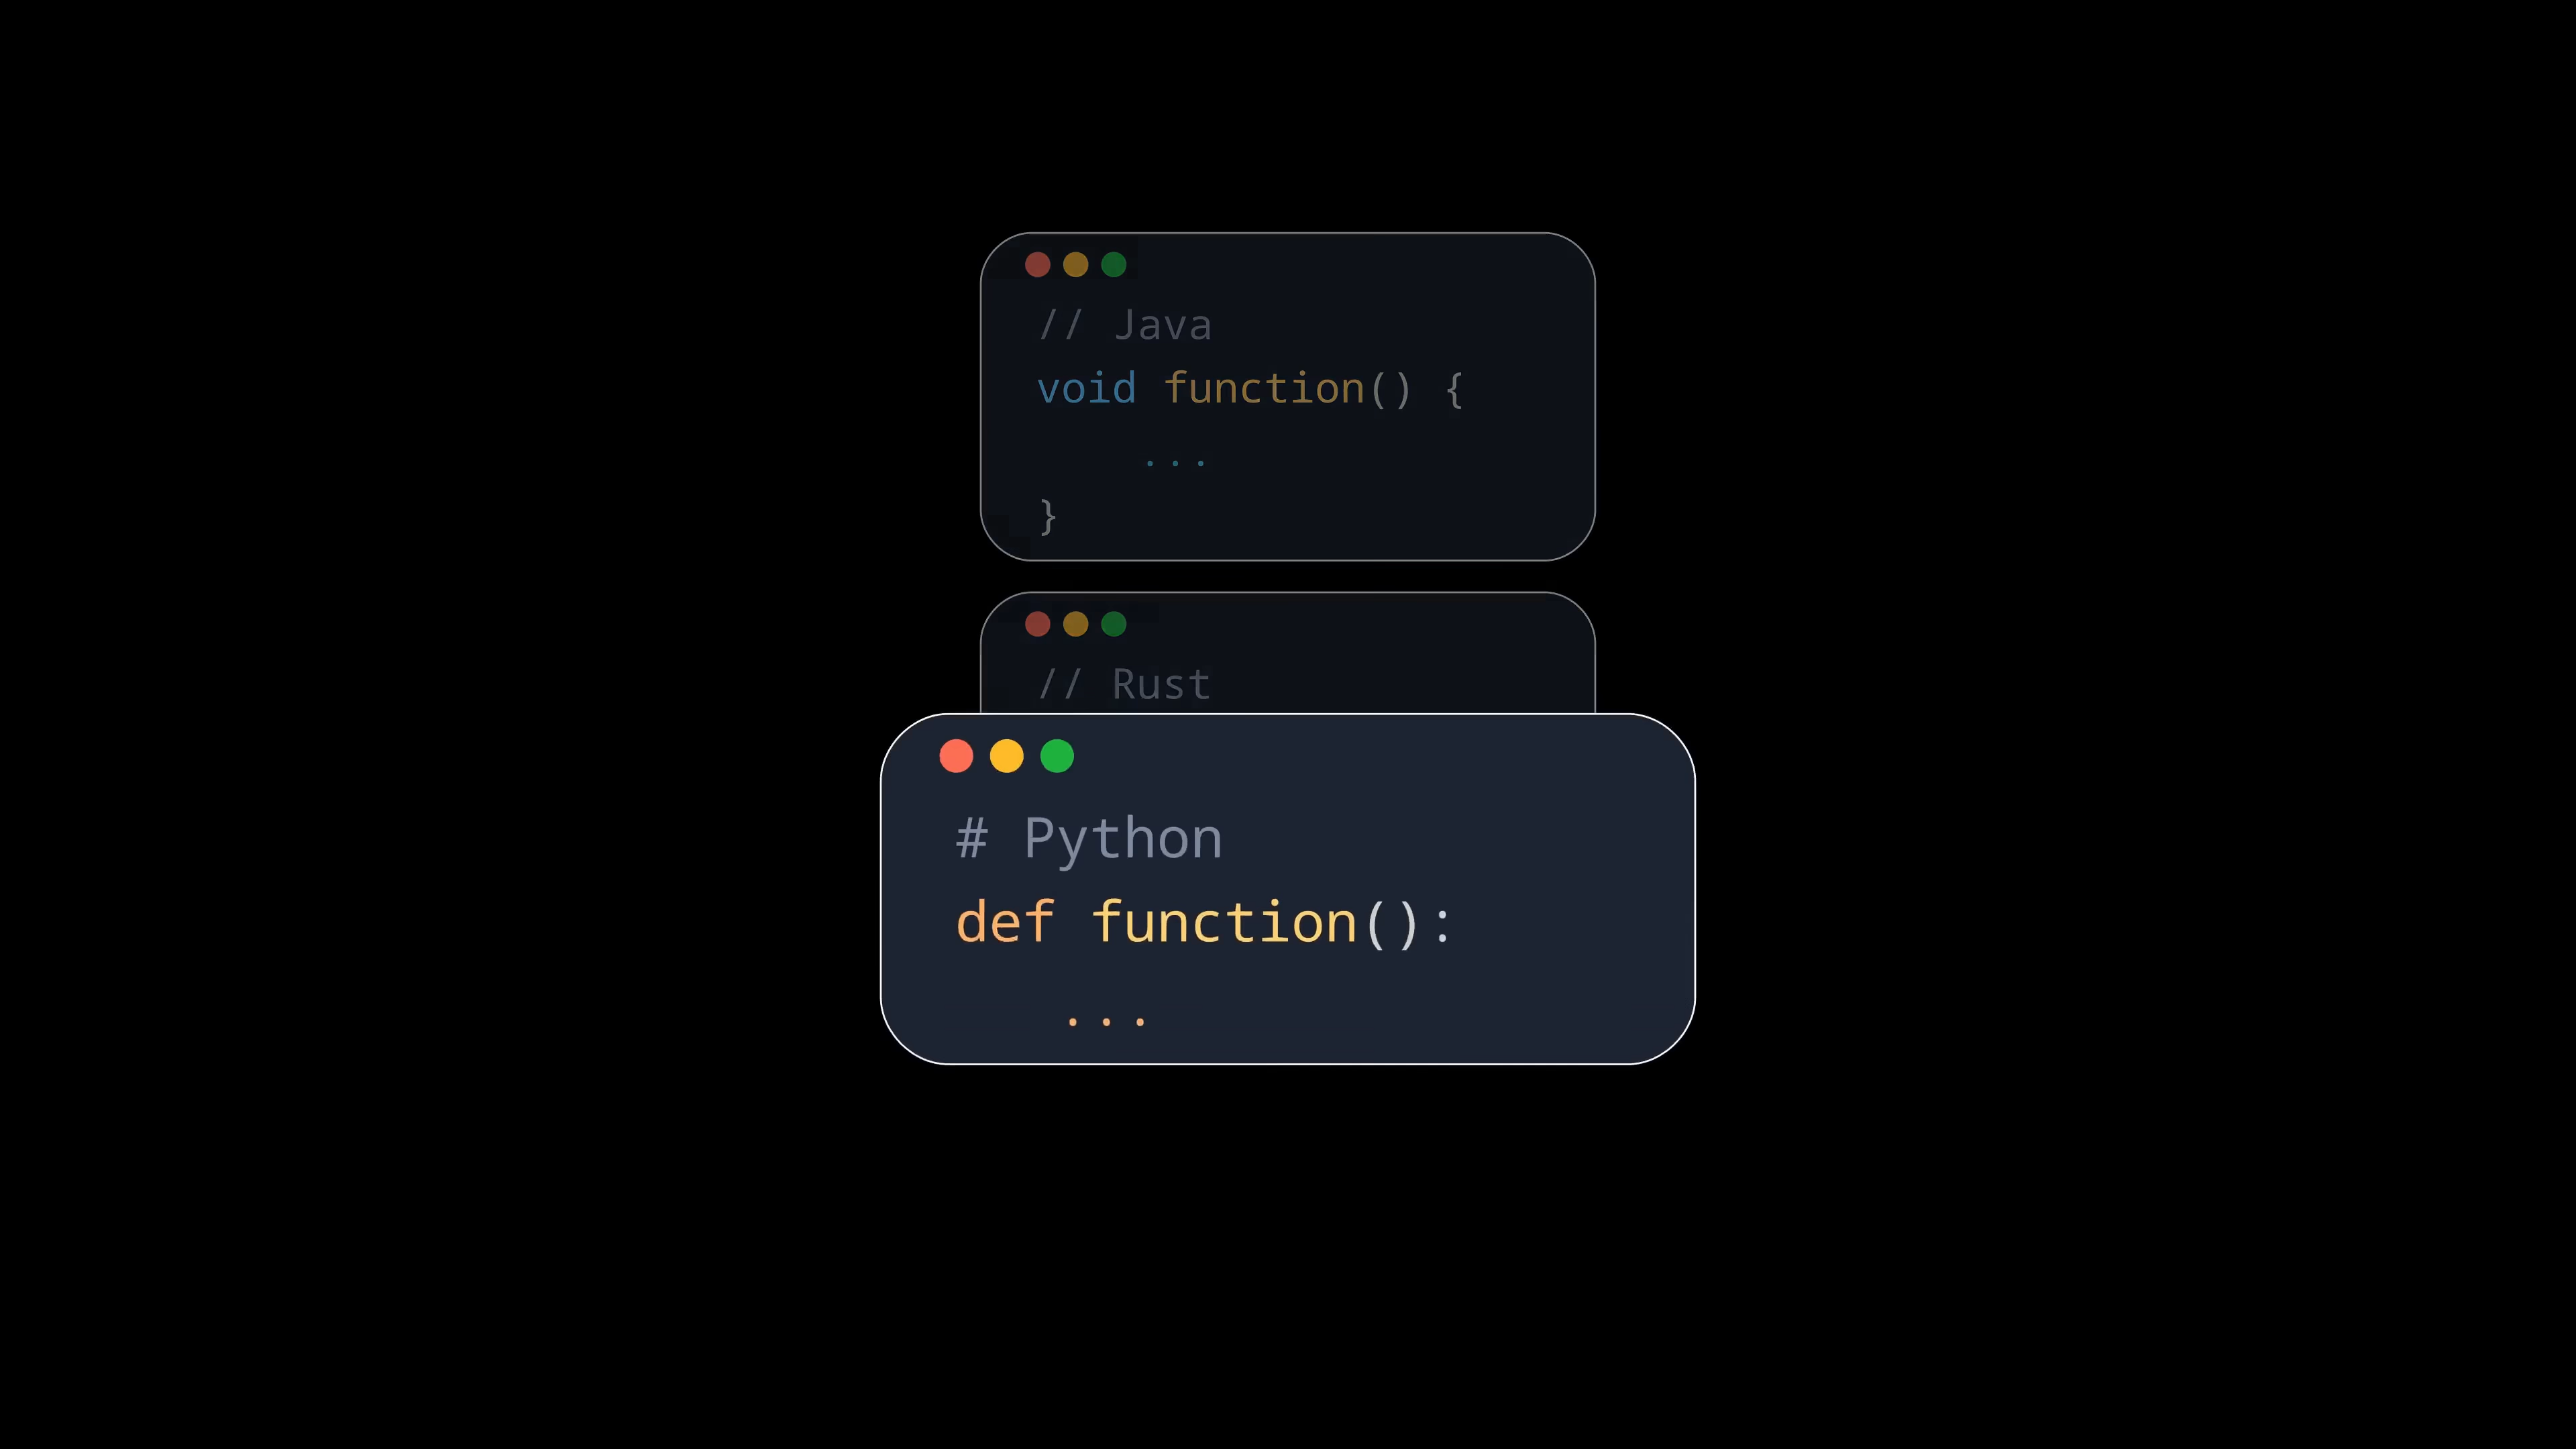 // Java
void function() {
...
}
// Rust
# Python
def function():
...